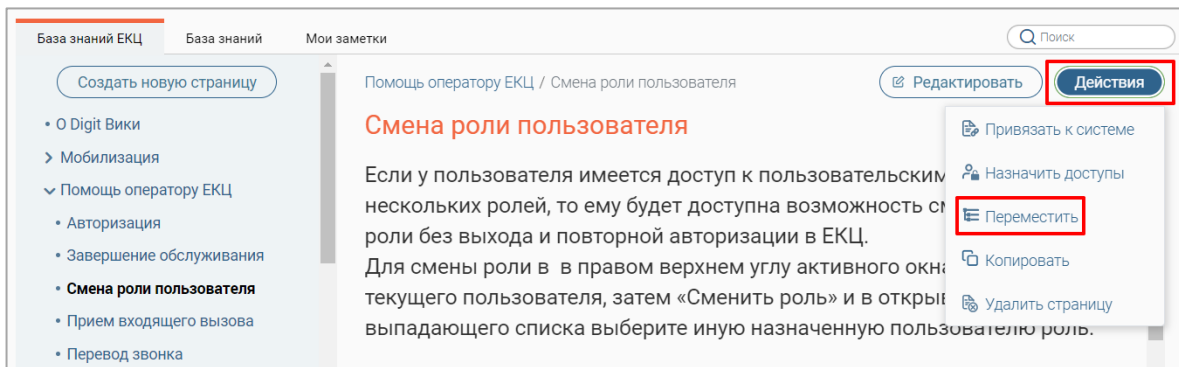 База знаний ЕКЦ База знаний Мои заметки Поиск
Создать новую страницу
• О Digit Вики
Мобилизация
Помощь оператору ЕКЦ
• Авторизация
• Завершение обслуживания
• Смена роли пользователя
• Прием входящего вызова
• Перевод звонка
Помощь оператору ЕКЦ / Смена роли пользователя
Редактировать
Действия
Смена роли пользователя
Если у пользователя имеется доступ к пользовательским
нескольких ролей, то ему будет доступна возможность
роли без выхода и повторной авторизации в ЕКЦ.
Для смены роли в в правом верхнем углу активного
текущего пользователя, затем «Сменить роль» и в
выпадающего списка выберите иную назначенную пользователю роль.
Привязать к системе
Назначить доступы
Переместить
Копировать
Удалить страницу